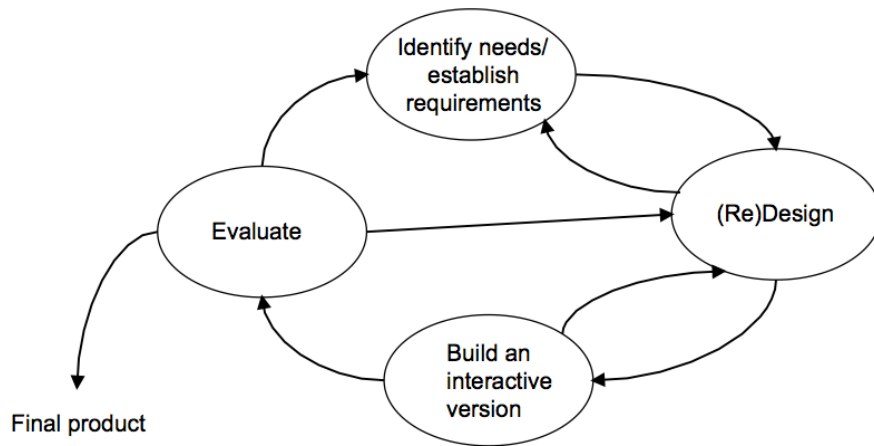 Identify needs/
establish
requirements
(Re)Design
Evaluate
Build an
interactive
version
Final product